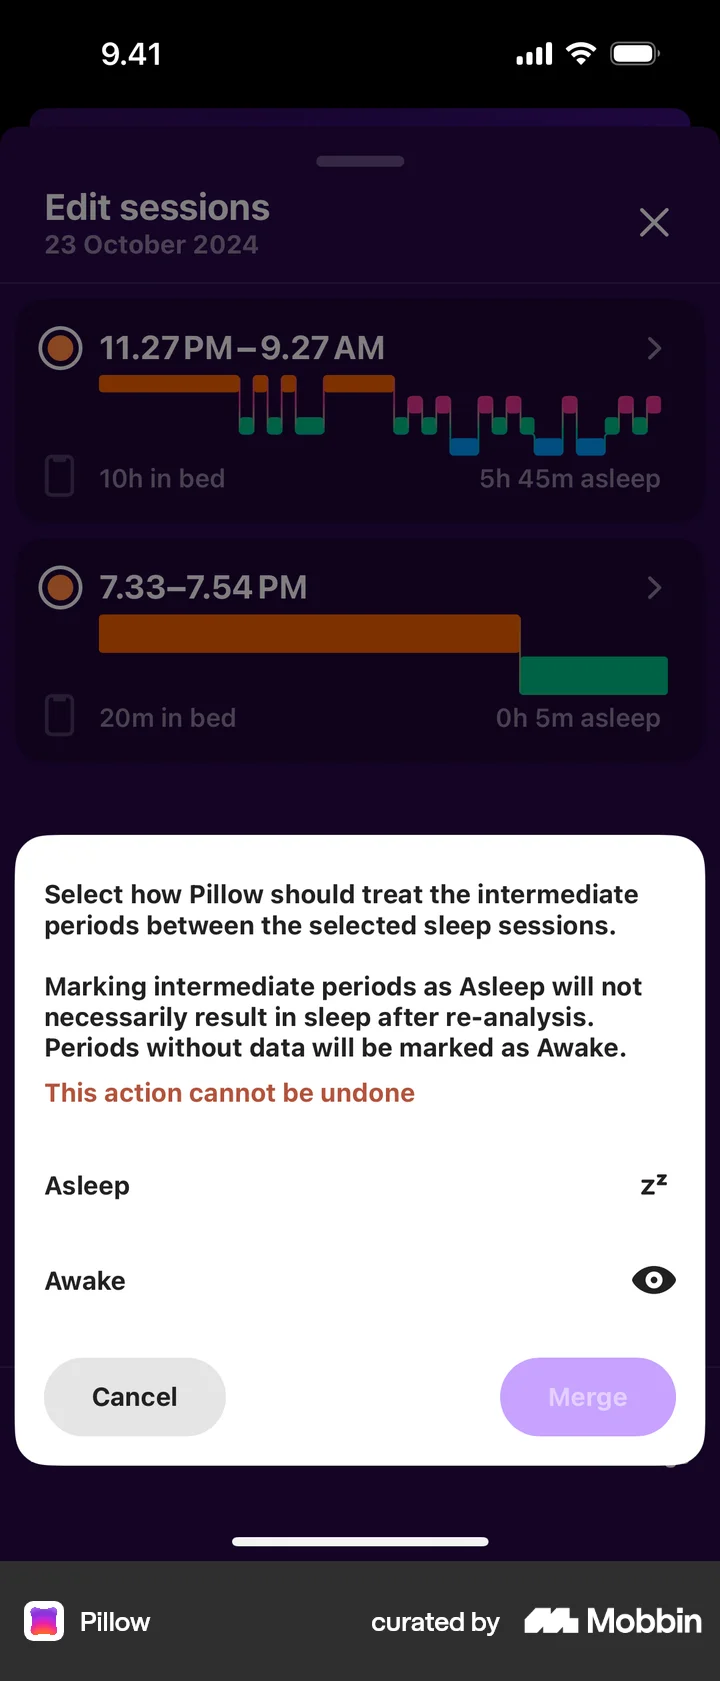 9.41
Edit sessions
23 October 2024
11.27 PM–9.27 AM
10h in bed
5h 45m asleep
7.33–7.54 PM
20m in bed
0h 5m asleep
Select how Pillow should treat the intermediate
periods between the selected sleep sessions.
Marking intermediate periods as Asleep will not
necessarily result in sleep after re-analysis.
Periods without data will be marked as Awake.
This action cannot be undone
Asleep
zz
Awake
Cancel
Merge
Pillow
curated by
Mobbin